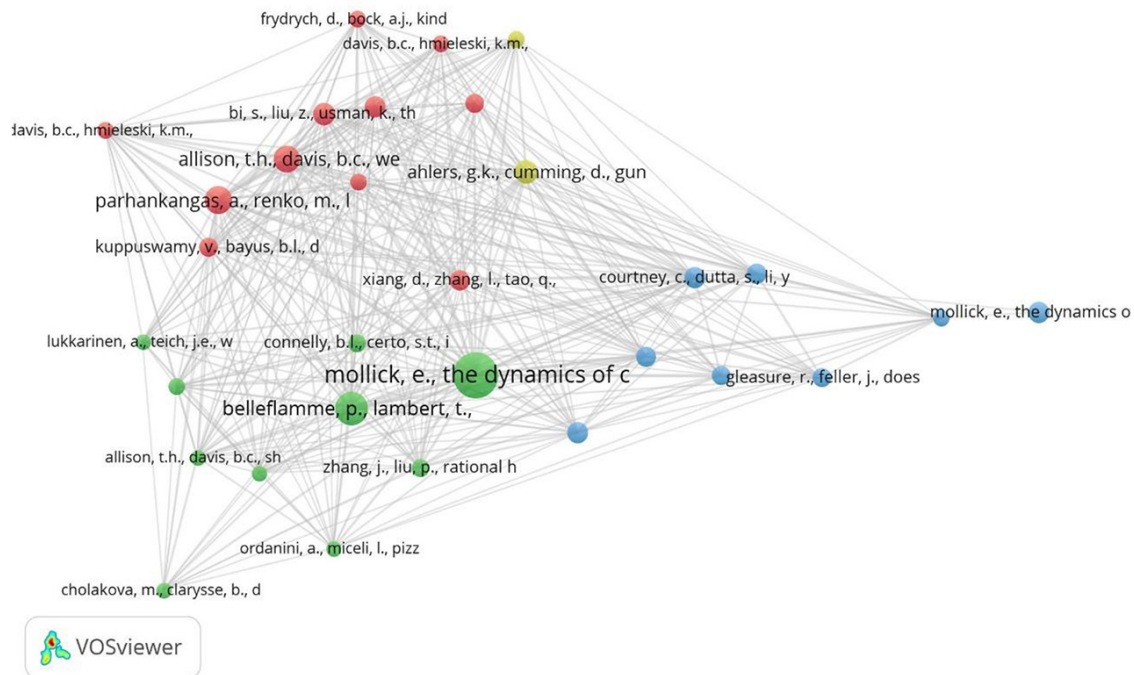 frydrych, d., bock, a.j., kind
davis, b.c., hmieleski, k.m.,
bi, s., liu, z., usman, k., th
davis, b.c., hmieleski, k.m.,
allison, t.h., davis, b.c., we
ahlers, g.k., cumming, d., gun
parhankangas, a., renko, m., l
kuppuswamy, v., bayus, b.l., d
xiang, d., zhang, l., tao, q.,
courtney, c., dutta, s., li, y
mollick, e., the dynamics o
lukkarinen, a., teich, j.e., w
connelly, b.l., certo, s.t., i
mollick, e., the dynamics of c
gleasure, r., feller, j., does
belleflamme, p., lambert, t.,
allison, t.h., davis, b.c., sh
zhang, j., liu, p., rational h
ordanini, a., miceli, l., pizz
cholakova, m., clarysse, b., d
VOSviewer